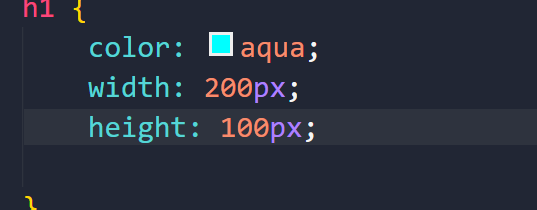 h1 {
color: aqua;
width: 200px;
height: 100px;
}